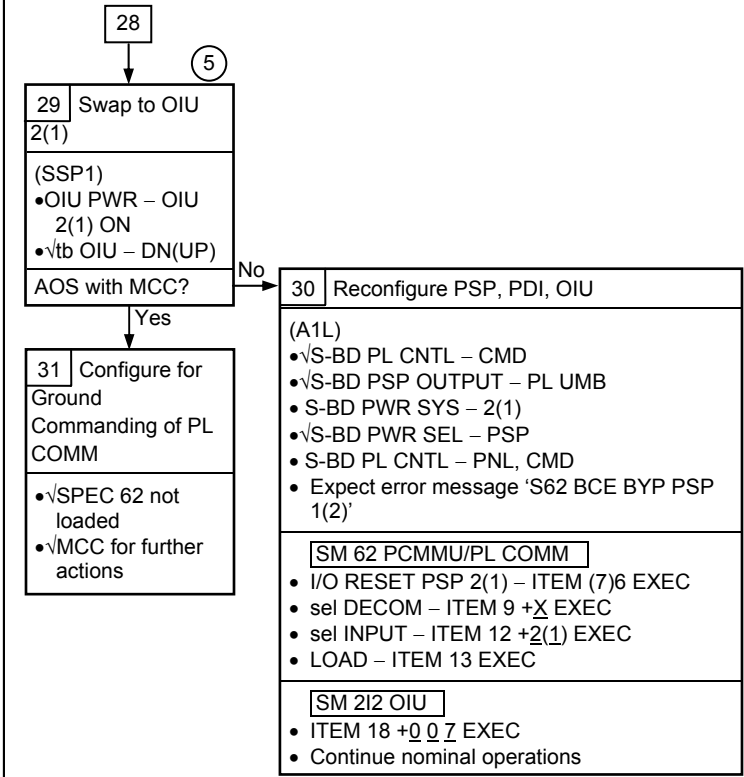 28
5
29 Swap to OIU
2(1)
(SSP1)
•OIU PWR – OIU
2(1) ON
•√tb OIU – DN(UP)
AOS with MCC?
No
Yes
30 Reconfigure PSP, PDI, OIU
(A1L)
•√S-BD PL CNTL – CMD
•√S-BD PSP OUTPUT – PL UMB
• S-BD PWR SYS – 2(1)
•√S-BD PWR SEL – PSP
• S-BD PL CNTL – PNL, CMD
• Expect error message ‘S62 BCE BYP PSP
1(2)’
SM 62 PCMMU/PL COMM
• I/O RESET PSP 2(1) – ITEM (7)6 EXEC
• sel DECOM – ITEM 9 +X EXEC
• sel INPUT – ITEM 12 +2(1) EXEC
• LOAD – ITEM 13 EXEC
SM 2I2 OIU
• ITEM 18 +0 0 7 EXEC
• Continue nominal operations
31 Configure for
Ground
Commanding of PL
COMM
•√SPEC 62 not
loaded
•√MCC for further
actions